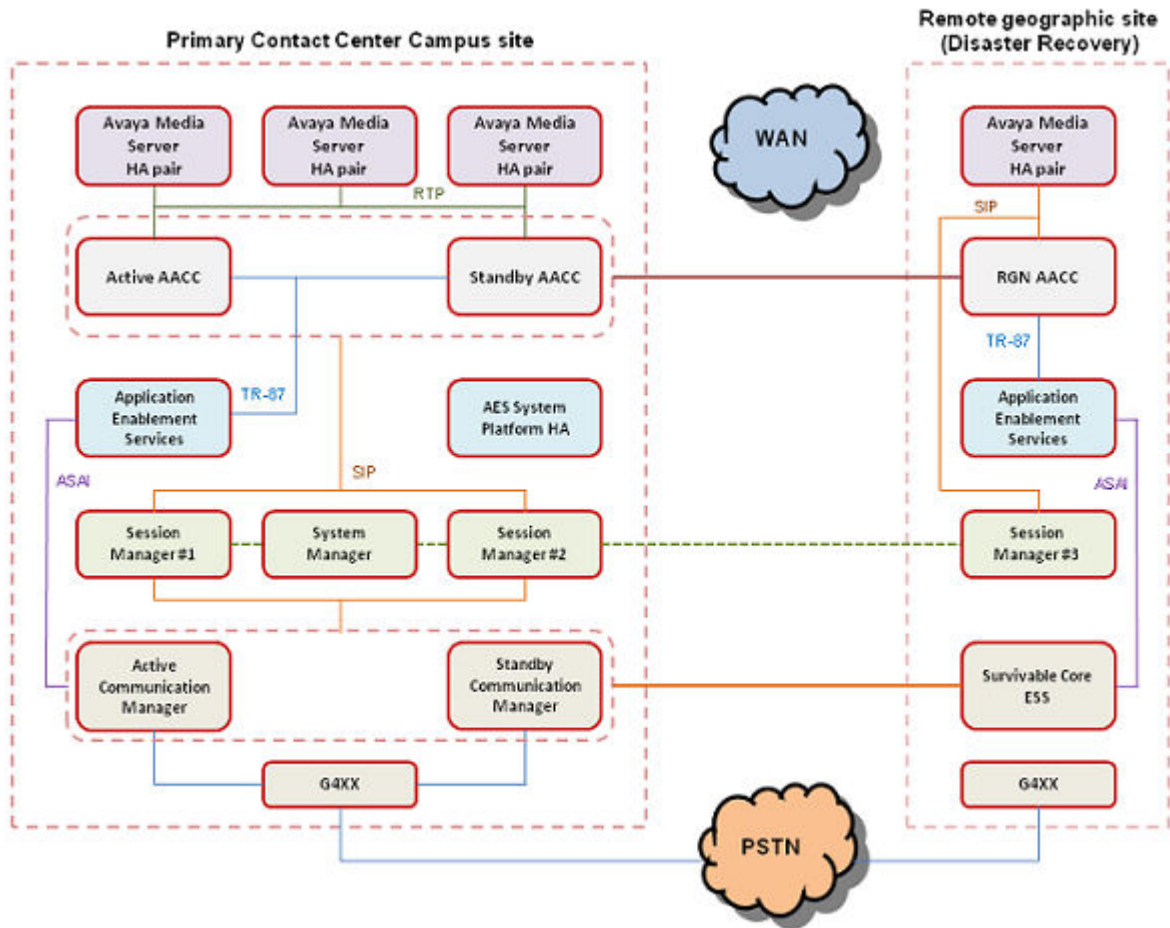 Primary Contact Center Campus site
Remote geographic site
(Disaster Recovery)
Avaya Media
Server
HA pair
Avaya Media
Server
HA pair
Avaya Media
Server
HA pair
WAN
Avaya Media
Server
HA pair
RTP
SIP
Active AACC
Standby AACC
RGN AACC
TR-87
TR-87
Application
Enablement
Services
AES System
Platform HA
Application
Enablement
Services
ASAI
SIP
ASAI
Session
Manager #1
System
Manager
Session
Manager #2
Session
Manager #3
Active
Communication
Manager
Standby
Communication
Manager
Survivable Core
ESS
G4XX
G4XX
PSTN